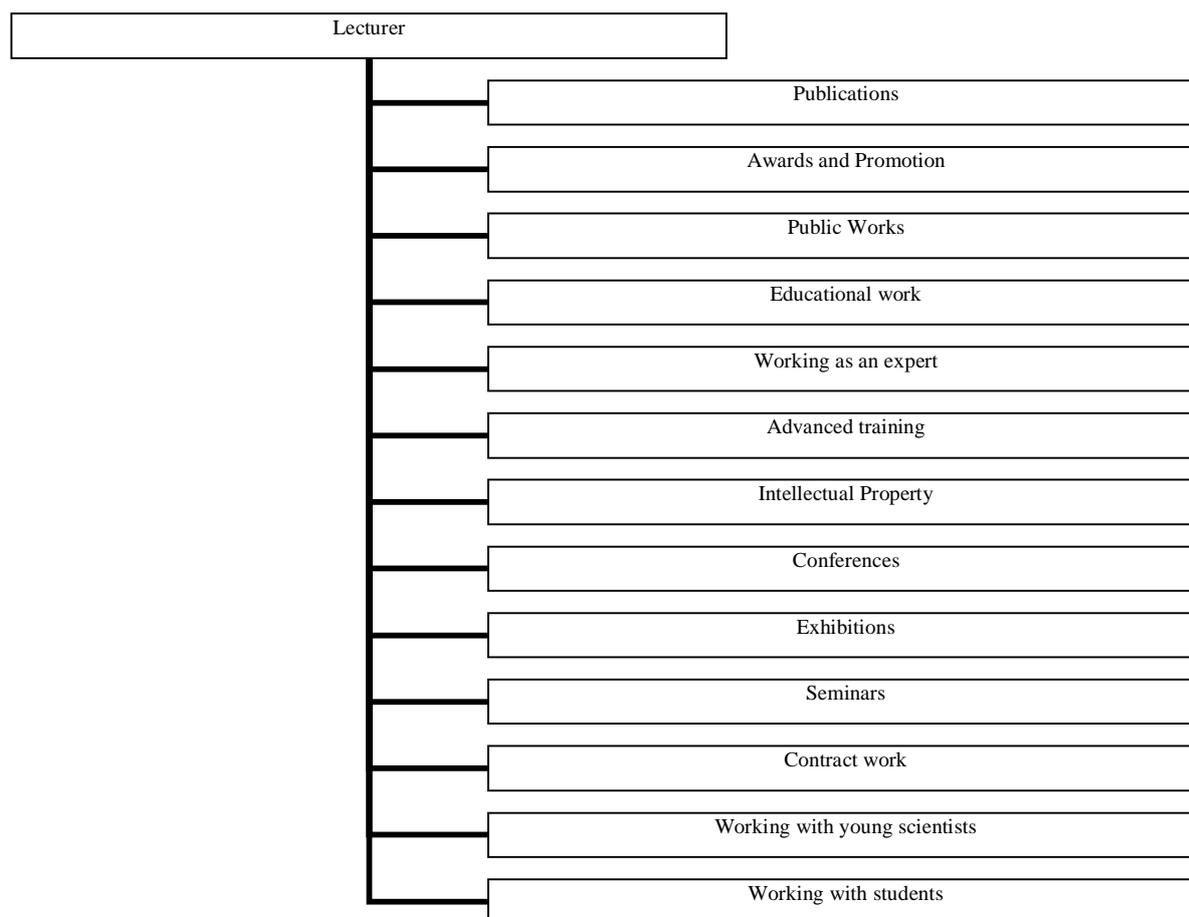 Lecturer
Publications
Awards and Promotion
Public Works
Educational work
Working as an expert
Advanced training
Intellectual Property
Conferences
Exhibitions
Seminars
Contract work
Working with young scientists
Working with students